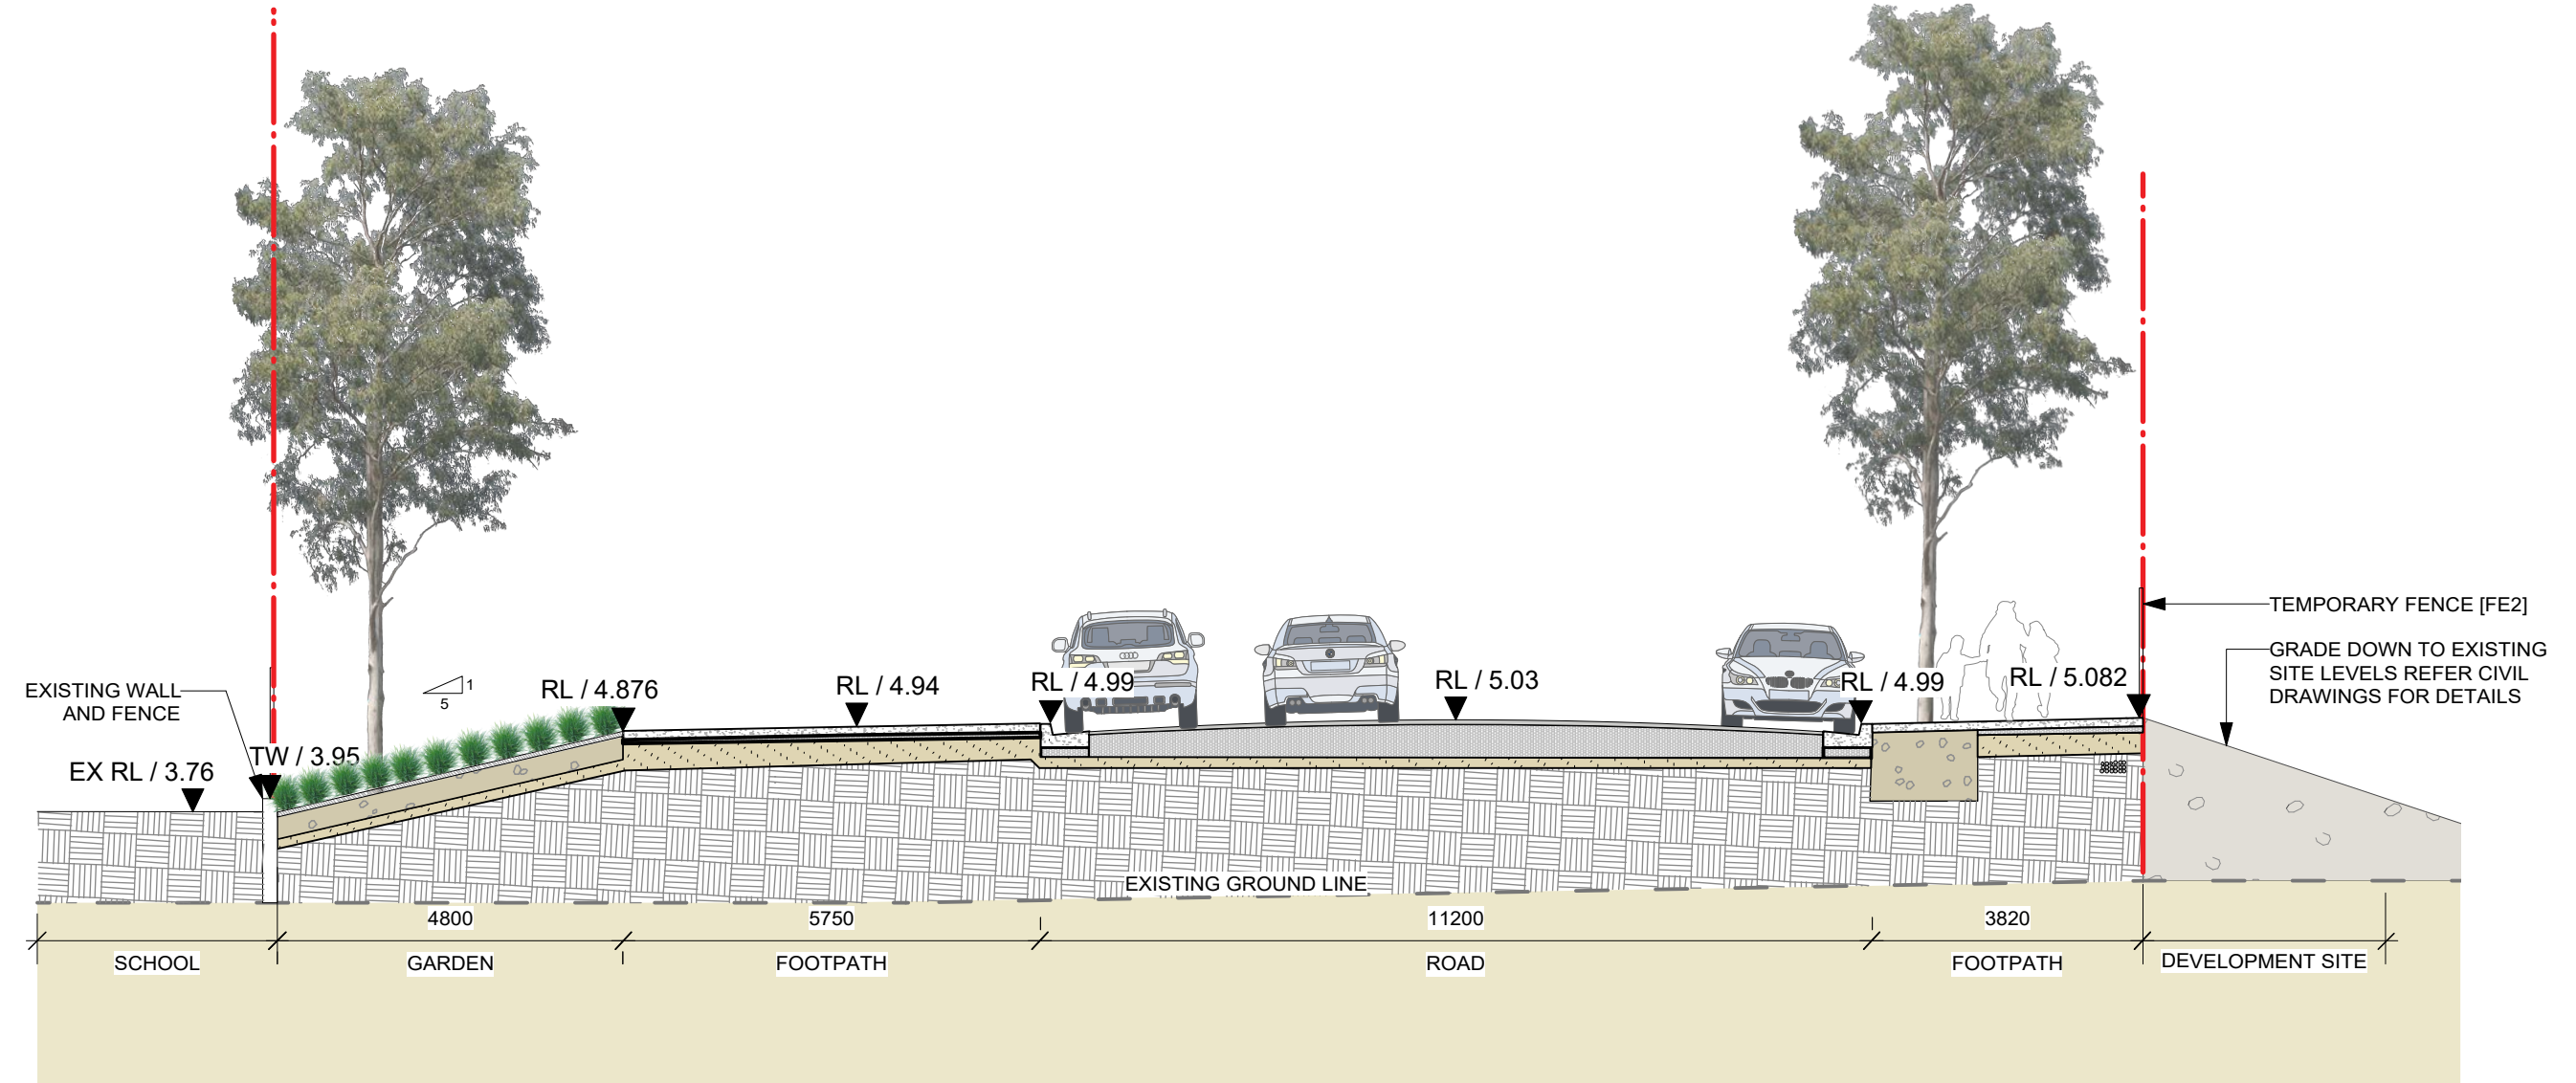 TEMPORARY FENCE [FE2]
GRADE DOWN TO EXISTING
SITE LEVELS REFER CIVIL
DRAWINGS FOR DETAILS
EXISTING WALL
AND FENCE
1
5
RL / 4.876
RL / 4.94
RL / 4.99
RL / 5.03
RL / 4.99
RL / 5.082
TW / 3.95
EX RL / 3.76
EXISTING GROUND LINE
4800
5750
11200
3820
SCHOOL
GARDEN
FOOTPATH
ROAD
FOOTPATH
DEVELOPMENT SITE